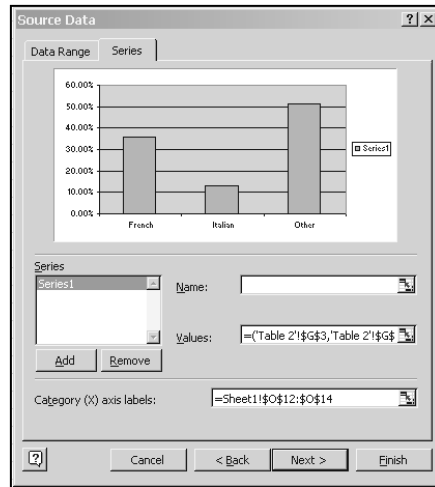 Source Data
? ×
Data Range
Series
60.00%
50.00%
40.00%
30.00%
20.00%
10.00%
0.00%
French
Italian
Other
Series1
Series
Series1
Name:
Values:
=('Table 2'!$G$3,'Table 2'!$G$
Add
Remove
Category (X) axis labels:
=Sheet1!$O$12:$O$14
?
Cancel
< Back
Next >
Finish